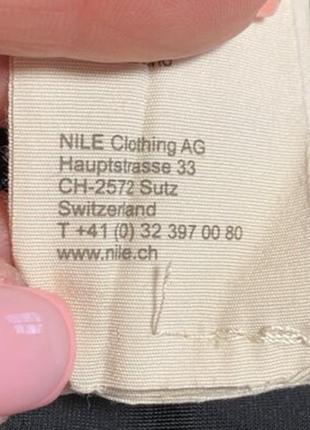 NILE Clothing AG
Hauptstrasse 33
CH-2572 Sutz
Switzerland
T +41 (0) 32 397 00 80
www.nile.ch